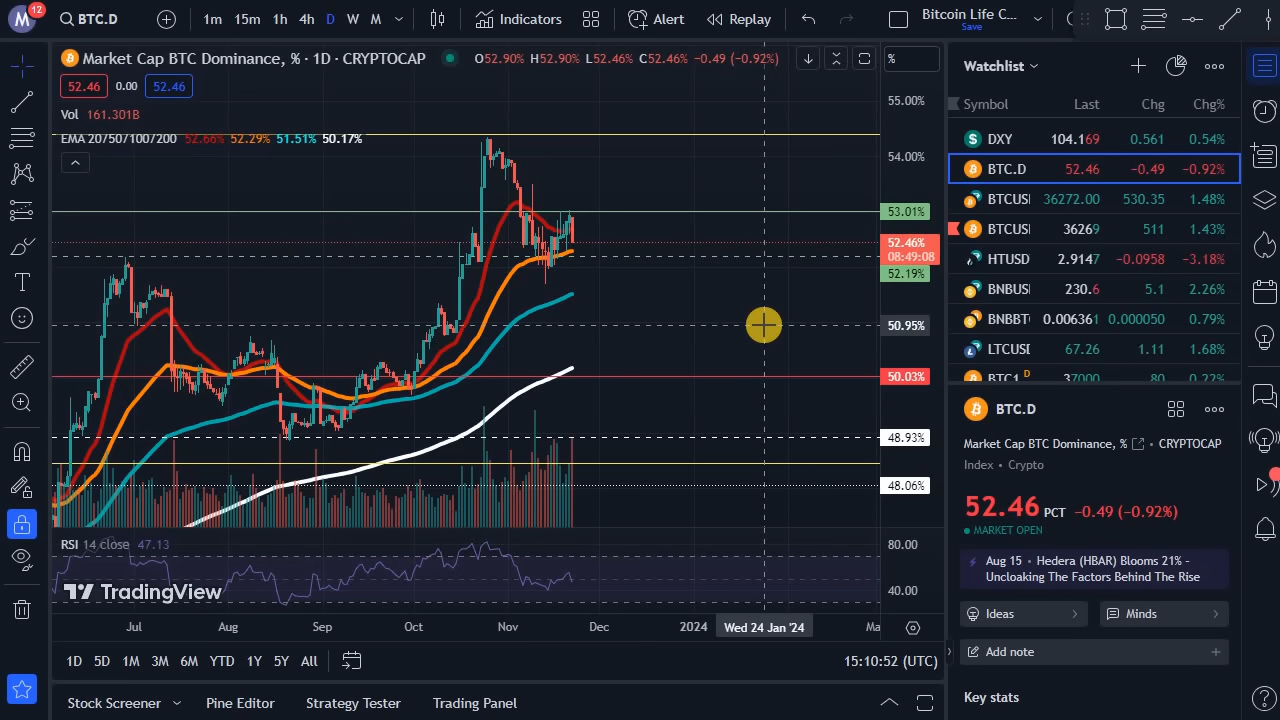 M 12 BTC.D 1m 15m 1h 4h D W M Indicators Alert Replay Bitcoin Life C... Save
Market Cap BTC Dominance, % · 1D · CRYPTOCAP O52.90% H52.90% L52.46% C52.46% −0.49 (−0.92%) %
52.46 0.00 52.46
Vol 161.301B
EMA 20/50/100/200 52.66% 52.29% 51.51% 50.17%
55.00%
54.00%
53.01%
52.46%
08:49:08
52.19%
50.95%
50.03%
48.93%
48.06%
RSI 14 close 47.13
80.00
40.00
TradingView
Jul Aug Sep Oct Nov Dec 2024 Wed 24 Jan '24 Ma
1D 5D 1M 3M 6M YTD 1Y 5Y All 15:10:52 (UTC)
Stock Screener Pine Editor Strategy Tester Trading Panel
Watchlist
Symbol Last Chg Chg%
DXY 104.169 0.561 0.54%
BTC.D 52.46 −0.49 −0.92%
BTCUSI 36272.00 530.35 1.48%
BTCUSI 36269 511 1.43%
HTUSD 2.9147 −0.0958 −3.18%
BNBUSI 230.6 5.1 2.26%
BNBBT 0.006361 0.000050 0.79%
LTCUSI 67.26 1.11 1.68%
BTC1 D 37000 80 0.22%
BTC.D
Market Cap BTC Dominance, % • CRYPTOCAP
Index • Crypto
52.46 PCT −0.49 (−0.92%)
MARKET OPEN
Aug 15 • Hedera (HBAR) Blooms 21% -
Uncloaking The Factors Behind The Rise
Ideas Minds
Add note
Key stats